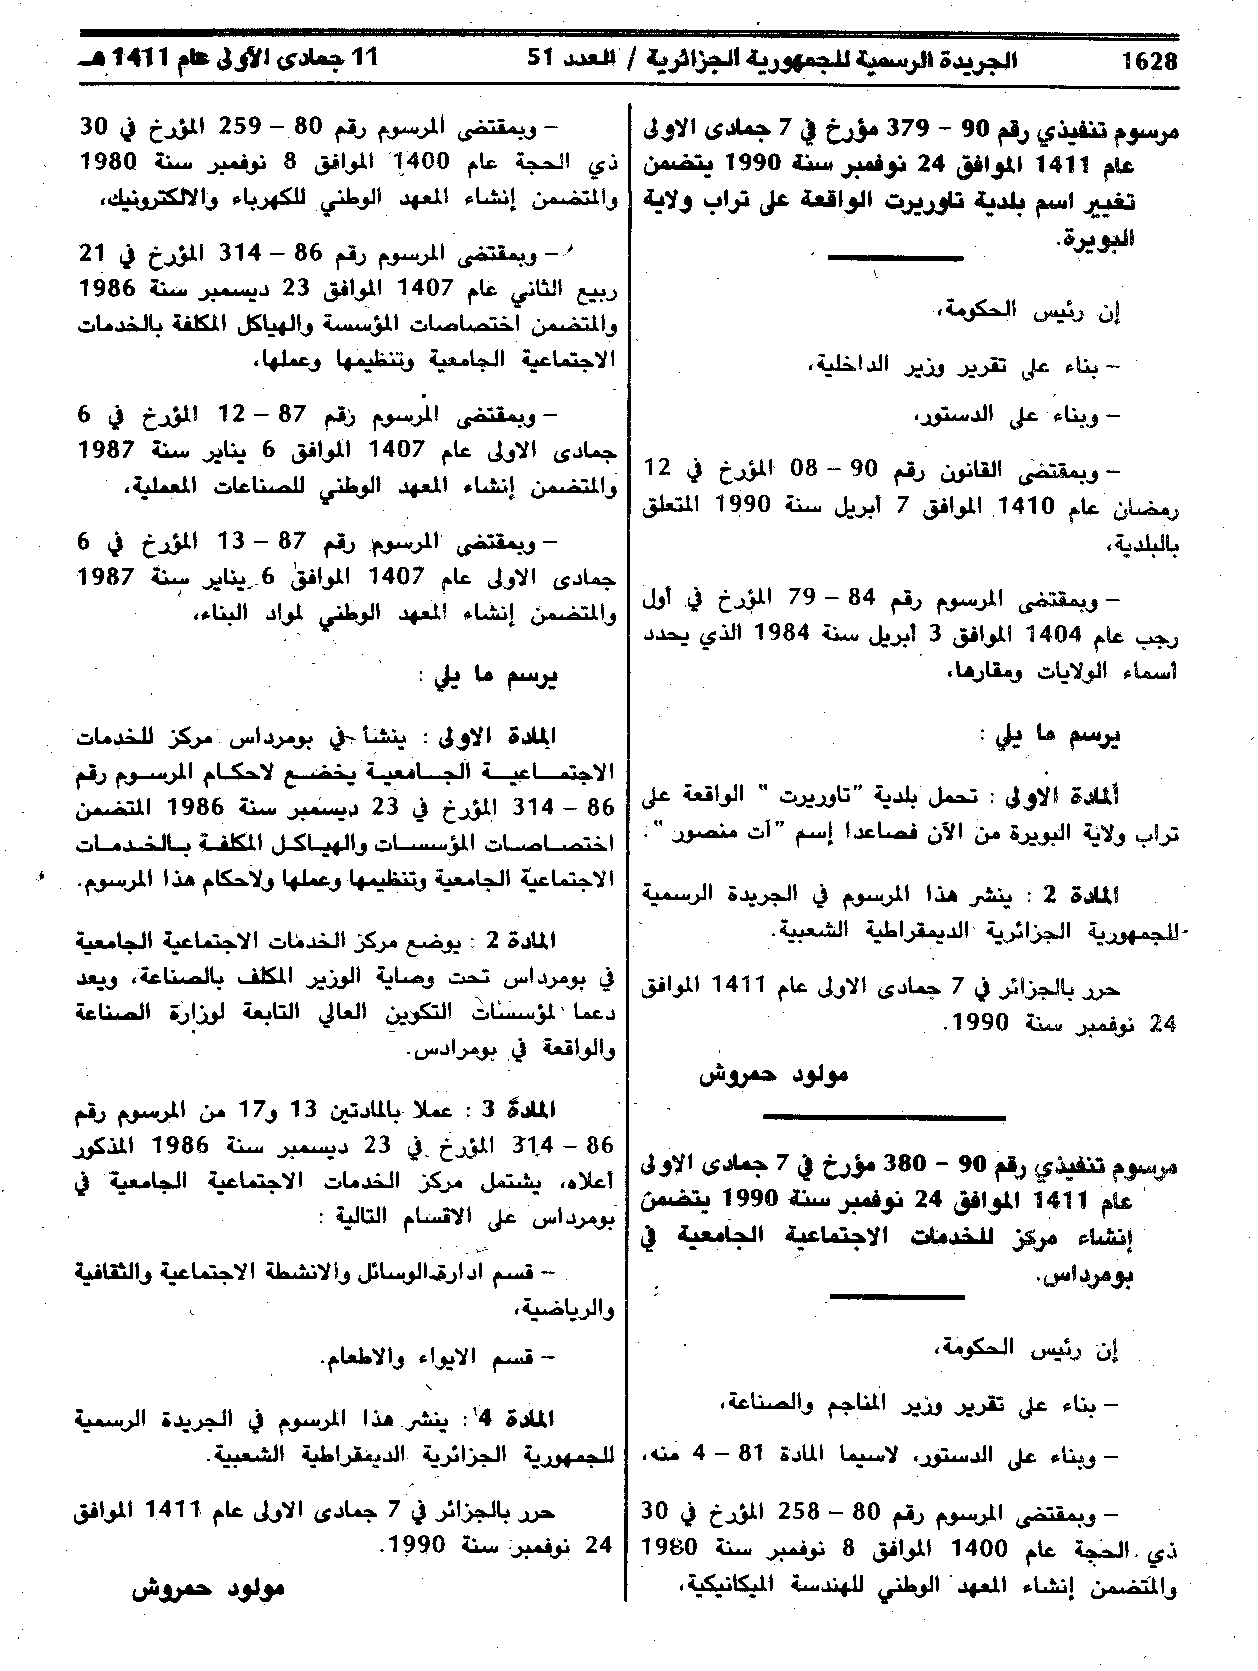 1628
الجريدة الرسمية للجمهورية الجزائرية / العدد 51
11 جمادى الأولى عام 1411 هـ
مرسوم تنفيذي رقم 90 – 379 مؤرخ في 7 جمادى الاولى
عام 1411 الموافق 24 نوفمبر سنة 1990 يتضمن
تغيير اسم بلدية تاوريرت الواقعة على تراب ولاية
البويرة.
إن رئيس الحكومة،
– بناء على تقرير وزير الداخلية،
– وبناء على الدستور،
– وبمقتضى القانون رقم 90 – 08 المؤرخ في 12
رمضان عام 1410 الموافق 7 أبريل سنة 1990 المتعلق
بالبلدية،
– وبمقتضى المرسوم رقم 84 – 79 المؤرخ في أول
رجب عام 1404 الموافق 3 أبريل سنة 1984 الذي يحدد
أسماء الولايات ومقارها،
يرسم ما يلي :
المادة الاولى : تحمل بلدية "تاوريرت " الواقعة على
تراب ولاية البويرة من الآن فصاعدا إسم "أت منصور ".
المادة 2 : ينشر هذا المرسوم في الجريدة الرسمية
للجمهورية الجزائرية الديمقراطية الشعبية.
حرر بالجزائر في 7 جمادى الاولى عام 1411 الموافق
24 نوفمبر سنة 1990.
مولود حمروش
مرسوم تنفيذي رقم 90 – 380 مؤرخ في 7 جمادى الاولى
عام 1411 الموافق 24 نوفمبر سنة 1990 يتضمن
إنشاء مركز للخدمات الاجتماعية الجامعية في
بومرداس.
إن رئيس الحكومة،
– بناء على تقرير وزير المناجم والصناعة،
– وبناء على الدستور، لاسيما المادة 81 – 4 منه،
– وبمقتضى المرسوم رقم 80 – 258 المؤرخ في 30
ذي الحجة عام 1400 الموافق 8 نوفمبر سنة 1980
والمتضمن إنشاء المعهد الوطني للهندسة الميكانيكية،
– وبمقتضى المرسوم رقم 80 – 259 المؤرخ في 30
ذي الحجة عام 1400 الموافق 8 نوفمبر سنة 1980
والمتضمن إنشاء المعهد الوطني للكهرباء والالكترونيك،
– وبمقتضى المرسوم رقم 86 – 314 المؤرخ في 21
ربيع الثاني عام 1407 الموافق 23 ديسمبر سنة 1986
والمتضمن اختصاصات المؤسسة والهياكل المكلفة بالخدمات
الاجتماعية الجامعية وتنظيمها وعملها،
– وبمقتضى المرسوم رقم 87 – 12 المؤرخ في 6
جمادى الاولى عام 1407 الموافق 6 يناير سنة 1987
والمتضمن إنشاء المعهد الوطني للصناعات المعملية،
– وبمقتضى المرسوم رقم 87 – 13 المؤرخ في 6
جمادى الاولى عام 1407 الموافق 6 يناير سنة 1987
والمتضمن إنشاء المعهد الوطني لمواد البناء،
يرسم ما يلي :
المادة الاولى : ينشأ في بومرداس مركز للخدمات
الاجتماعية الجامعية يخضع لاحكام المرسوم رقم
86 – 314 المؤرخ في 23 ديسمبر سنة 1986 المتضمن
اختصاصات المؤسسات والهياكل المكلفة بالخدمات
الاجتماعية الجامعية وتنظيمها وعملها ولاحكام هذا المرسوم.
المادة 2 : يوضع مركز الخدمات الاجتماعية الجامعية
في بومرداس تحت وصاية الوزير المكلف بالصناعة، ويعد
دعما لمؤسسات التكوين العالي التابعة لوزارة الصناعة
والواقعة في بومرادس.
المادة 3 : عملا بالمادتين 13 و17 من المرسوم رقم
86 – 314 المؤرخ في 23 ديسمبر سنة 1986 المذكور
أعلاه، يشتمل مركز الخدمات الاجتماعية الجامعية في
بومرداس على الاقسام التالية :
– قسم ادارة الوسائل والانشطة الاجتماعية والثقافية
والرياضية،
– قسم الايواء والاطعام.
المادة 4 : ينشر هذا المرسوم في الجريدة الرسمية
للجمهورية الجزائرية الديمقراطية الشعبية.
حرر بالجزائر في 7 جمادى الاولى عام 1411 الموافق
24 نوفمبر سنة 1990.
مولود حمروش